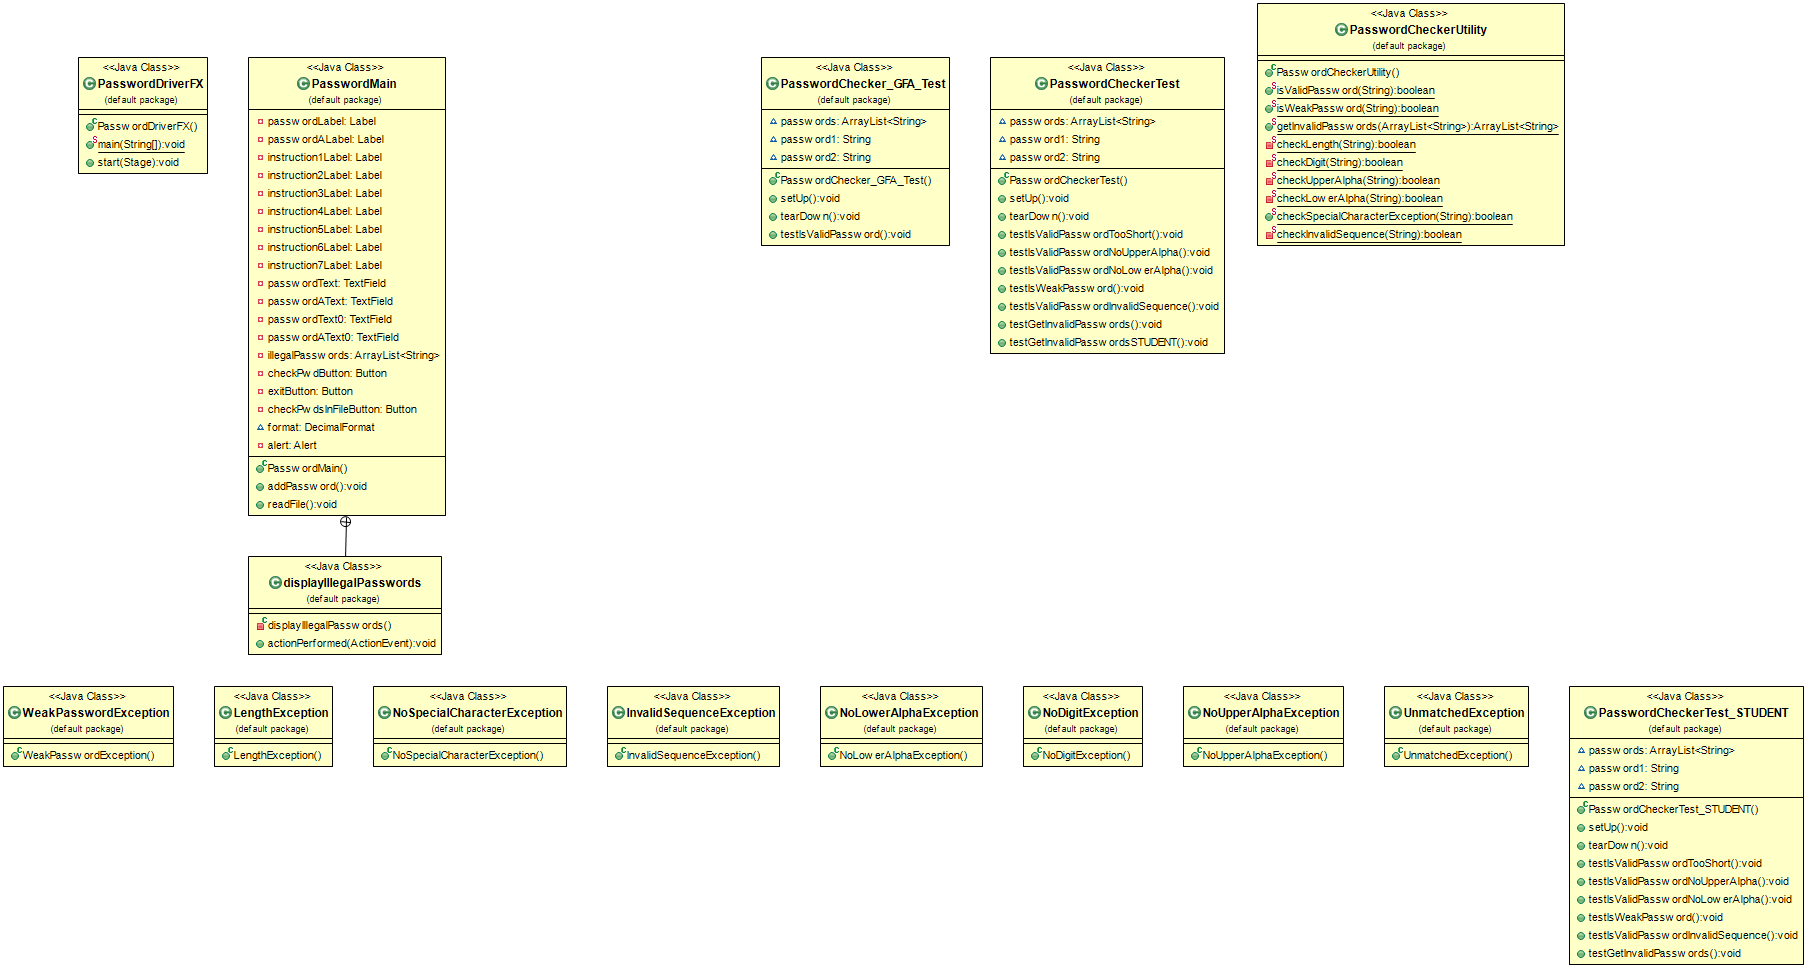 <<Java Class>>
PasswordDriverFX
(default package)
PasswordDriverFX()
main(String[]):void
start(Stage):void
<<Java Class>>
PasswordMain
(default package)
passwordLabel: Label
passwordALabel: Label
instruction1Label: Label
instruction2Label: Label
instruction3Label: Label
instruction4Label: Label
instruction5Label: Label
instruction6Label: Label
instruction7Label: Label
passwordText: TextField
passwordAText: TextField
passwordText0: TextField
passwordAText0: TextField
illegalPasswords: ArrayList<String>
checkPwdButton: Button
exitButton: Button
checkPwdsInFileButton: Button
format: DecimalFormat
alert: Alert
PasswordMain()
addPassword():void
readFile():void
<<Java Class>>
displayIllegalPasswords
(default package)
displayIllegalPasswords()
actionPerformed(ActionEvent):void
<<Java Class>>
PasswordChecker_GFA_Test
(default package)
passwords: ArrayList<String>
password1: String
password2: String
PasswordChecker_GFA_Test()
setUp():void
tearDown():void
testIsValidPassword():void
<<Java Class>>
PasswordCheckerTest
(default package)
passwords: ArrayList<String>
password1: String
password2: String
PasswordCheckerTest()
setUp():void
tearDown():void
testIsValidPasswordTooShort():void
testIsValidPasswordNoUpperAlpha():void
testIsValidPasswordNoLowerAlpha():void
testIsWeakPassword():void
testIsValidPasswordInvalidSequence():void
testGetInvalidPasswords():void
testGetInvalidPasswordsSTUDENT():void
<<Java Class>>
PasswordCheckerUtility
(default package)
PasswordCheckerUtility()
isValidPassword(String):boolean
isWeakPassword(String):boolean
getInvalidPasswords(ArrayList<String>):ArrayList<String>
checkLength(String):boolean
checkDigit(String):boolean
checkUpperAlpha(String):boolean
checkLowerAlpha(String):boolean
checkSpecialCharacterException(String):boolean
checkInvalidSequence(String):boolean
<<Java Class>>
WeakPasswordException
(default package)
WeakPasswordException()
<<Java Class>>
LengthException
(default package)
LengthException()
<<Java Class>>
NoSpecialCharacterException
(default package)
NoSpecialCharacterException()
<<Java Class>>
InvalidSequenceException
(default package)
InvalidSequenceException()
<<Java Class>>
NoLowerAlphaException
(default package)
NoLowerAlphaException()
<<Java Class>>
NoDigitException
(default package)
NoDigitException()
<<Java Class>>
NoUpperAlphaException
(default package)
NoUpperAlphaException()
<<Java Class>>
UnmatchedException
(default package)
UnmatchedException()
<<Java Class>>
PasswordCheckerTest_STUDENT
(default package)
passwords: ArrayList<String>
password1: String
password2: String
PasswordCheckerTest_STUDENT()
setUp():void
tearDown():void
testIsValidPasswordTooShort():void
testIsValidPasswordNoUpperAlpha():void
testIsValidPasswordNoLowerAlpha():void
testIsWeakPassword():void
testIsValidPasswordInvalidSequence():void
testGetInvalidPasswords():void